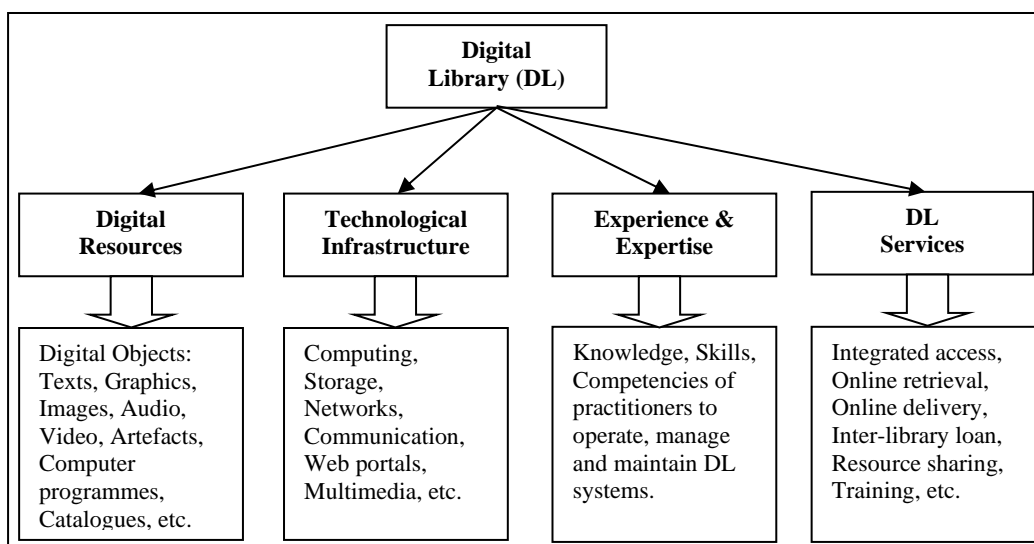 Digital
Library (DL)
Digital
Resources
Technological
Infrastructure
Experience &
Expertise
DL
Services
Digital Objects:
Texts, Graphics,
Images, Audio,
Video, Artefacts,
Computer
programmes,
Catalogues, etc.
Computing,
Storage,
Networks,
Communication,
Web portals,
Multimedia, etc.
Knowledge, Skills,
Competencies of
practitioners to
operate, manage
and maintain DL
systems.
Integrated access,
Online retrieval,
Online delivery,
Inter-library loan,
Resource sharing,
Training, etc.